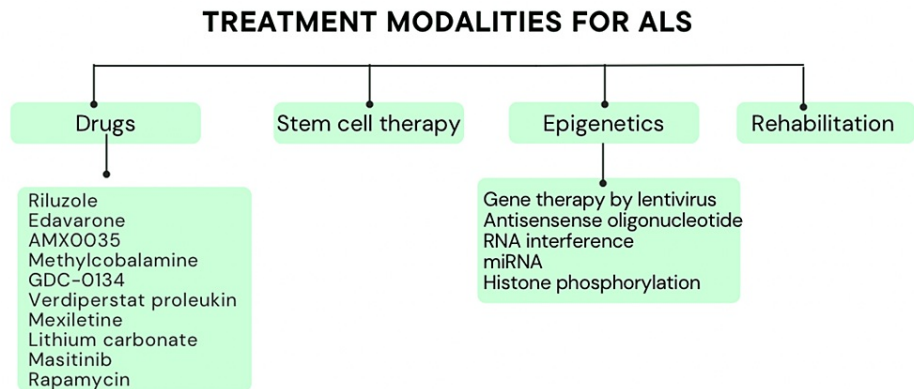 TREATMENT MODALITIES FOR ALS
Drugs
Stem cell therapy
Epigenetics
Rehabilitation
Riluzole
Edavarone
AMX0035
Methylcobalamine
GDC-0134
Verdiperstat proleukin
Mexiletine
Lithium carbonate
Masitinib
Rapamycin
Gene therapy by lentivirus
Antisensense oligonucleotide
RNA interference
miRNA
Histone phosphorylation